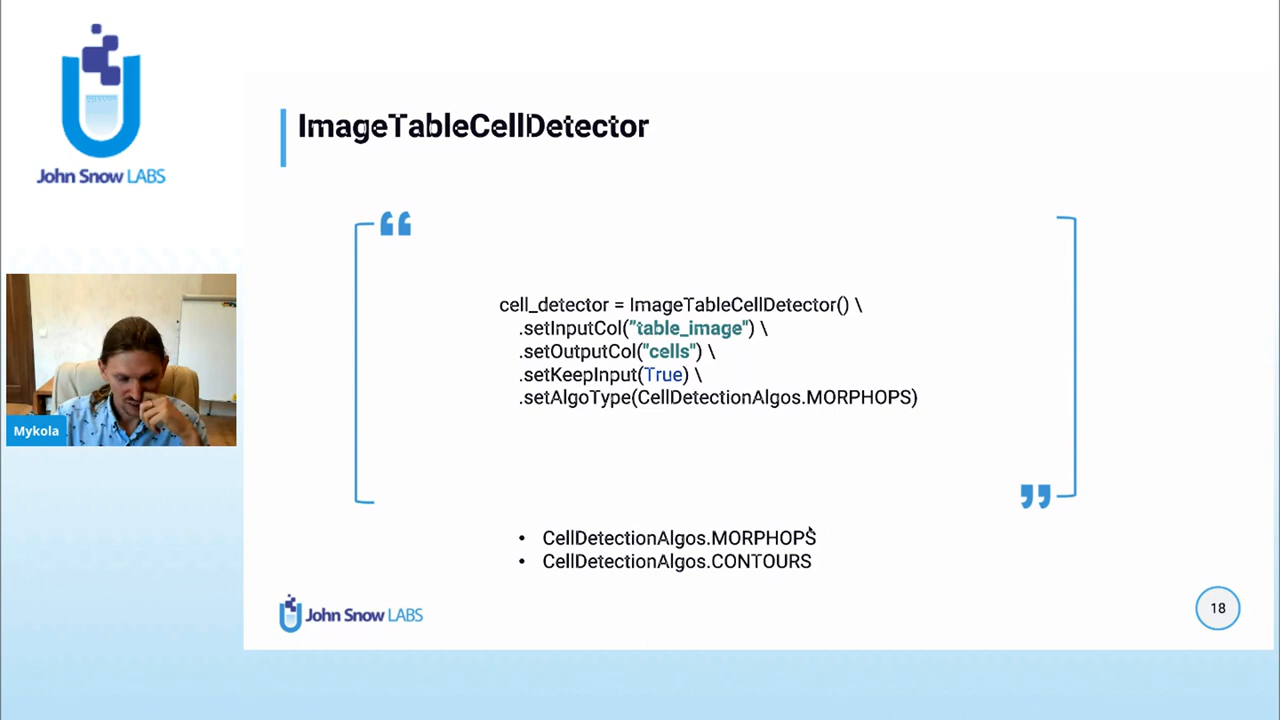 John Snow LABS
ImageTableCellDetector
cell_detector = ImageTableCellDetector() \
.setInputCol("table_image") \
.setOutputCol("cells") \
.setKeepInput(True) \
.setAlgoType(CellDetectionAlgos.MORPHOPS)
• CellDetectionAlgos.MORPHOPS
• CellDetectionAlgos.CONTOURS
Mykola
John Snow LABS
18